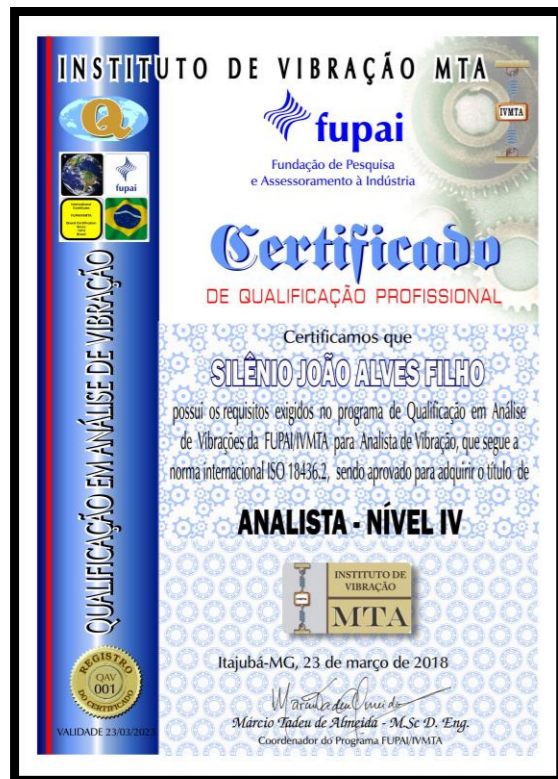 INSTITUTO DE VIBRAÇÃO MTA
IVMTA
Q
fupai
Fundação de Pesquisa
e Assessoramento à Indústria
fupai
Certificado
DE QUALIFICAÇÃO PROFISSIONAL
QUALIFICAÇÃO EM ANÁLISE DE VIBRAÇÃO
Certificamos que
SILÊNIO JOÃO ALVES FILHO
possui os requisitos exigidos no programa de Qualificação em Análise
de Vibrações da FUPAI/IVMTA para Analista de Vibração, que segue a
norma internacional ISO 18436.2, sendo aprovado para adquirir o título de
ANALISTA - NÍVEL IV
INSTITUTO DE
VIBRAÇÃO
MTA
Itajubá-MG, 23 de março de 2018
Márcio Tadeu de Almeida - M.Sc D. Eng.
Coordenador do Programa FUPAI/IVMTA
REGISTRO
QAV
001
DO CERTIFICADO
VALIDADE 23/03/2023